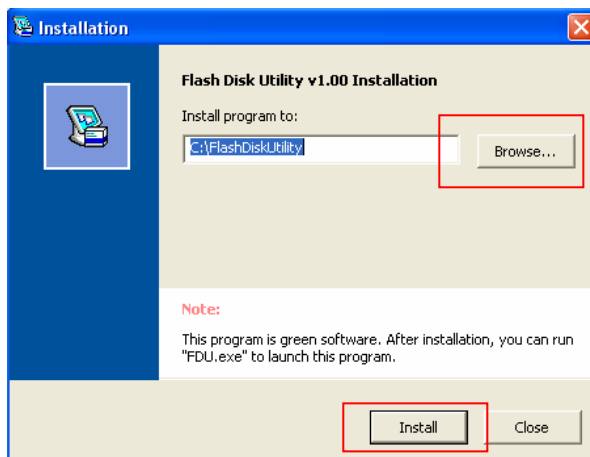 Installation
Flash Disk Utility v1.00 Installation
Install program to:
C:\FlashDiskUtility
Browse...
Note:
This program is green software. After installation, you can run
"FDU.exe" to launch this program.
Install
Close